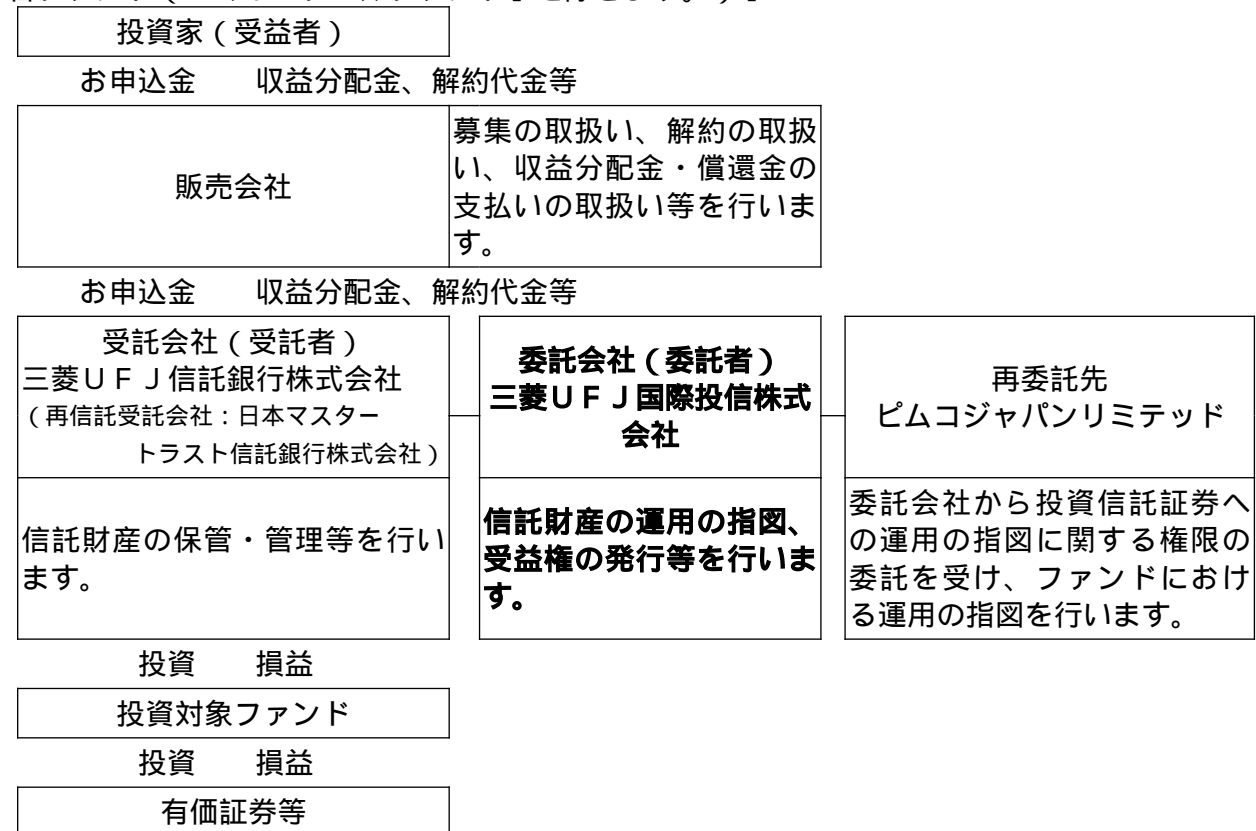 投資家（受益者）
お申込金　　収益分配金、解約代金等
販売会社
募集の取扱い、解約の取扱
い、収益分配金・償還金の
支払いの取扱い等を行いま
す。
お申込金　　収益分配金、解約代金等
受託会社（受託者）
三菱ＵＦＪ信託銀行株式会社
（再信託受託会社：日本マスター
トラスト信託銀行株式会社）
委託会社（委託者）
三菱ＵＦＪ国際投信株式
会社
再委託先
ピムコジャパンリミテッド
信託財産の保管・管理等を行い
ます。
信託財産の運用の指図、
受益権の発行等を行いま
す。
委託会社から投資信託証券へ
の運用の指図に関する権限の
委託を受け、ファンドにおけ
る運用の指図を行います。
投資　　損益
投資対象ファンド
投資　　損益
有価証券等